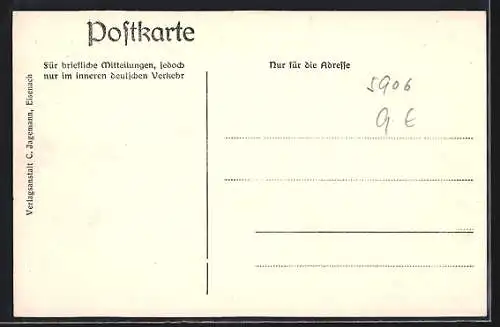 Postkarte
Für briefliche Mitteilungen, jedoch
nur im inneren deutschen Verkehr
Nur für die Adresse
5906
9 E
Verlagsanstalt C. Jagemann, Eisenach